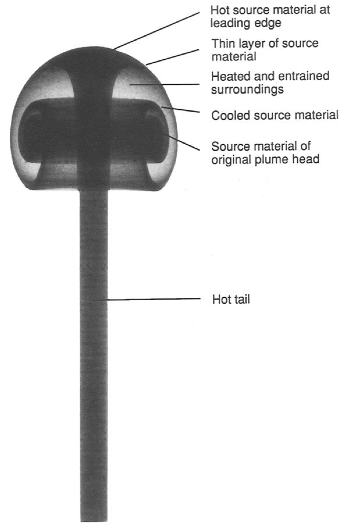 Hot source material at
leading edge
Thin layer of source
material
Heated and entrained
surroundings
Cooled source material
Source material of
original plume head
Hot tail